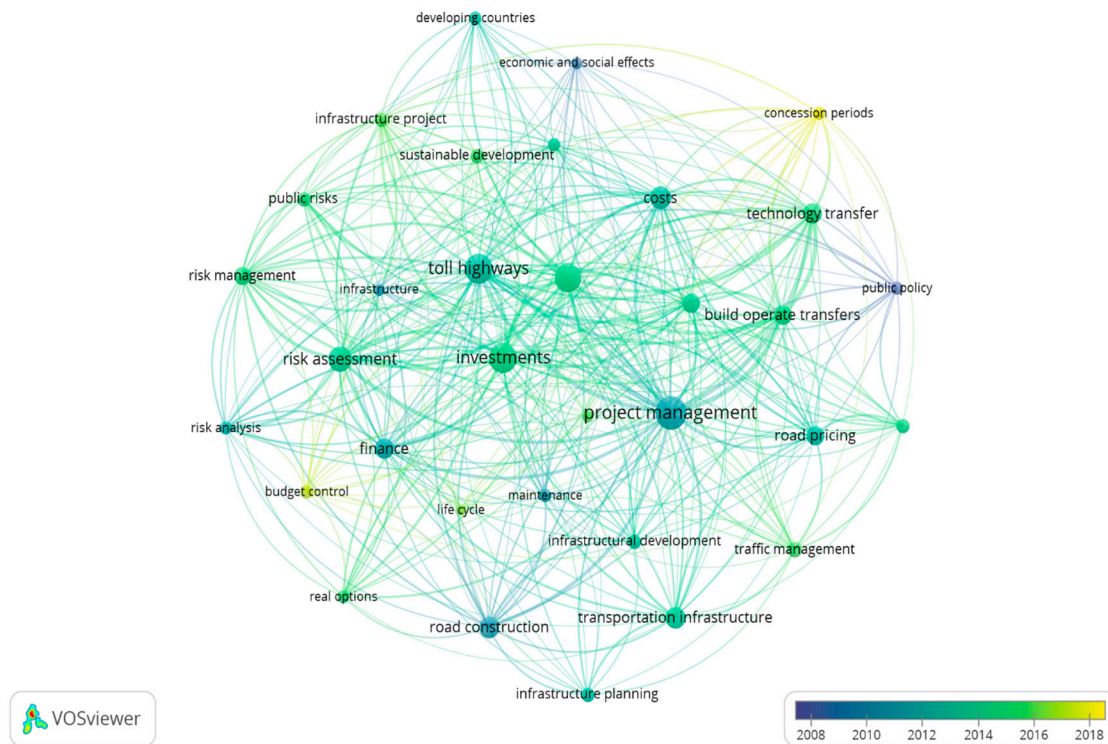 developing countries
economic and social effects
concession periods
infrastructure project
sustainable development
public risks
costs
technology transfer
toll highways
risk management
infrastructure
public policy
build operate transfers
risk assessment
investments
project management
risk analysis
road pricing
finance
budget control
maintenance
life cycle
infrastructural development
traffic management
real options
transportation infrastructure
road construction
infrastructure planning
VOSviewer
2008 2010 2012 2014 2016 2018